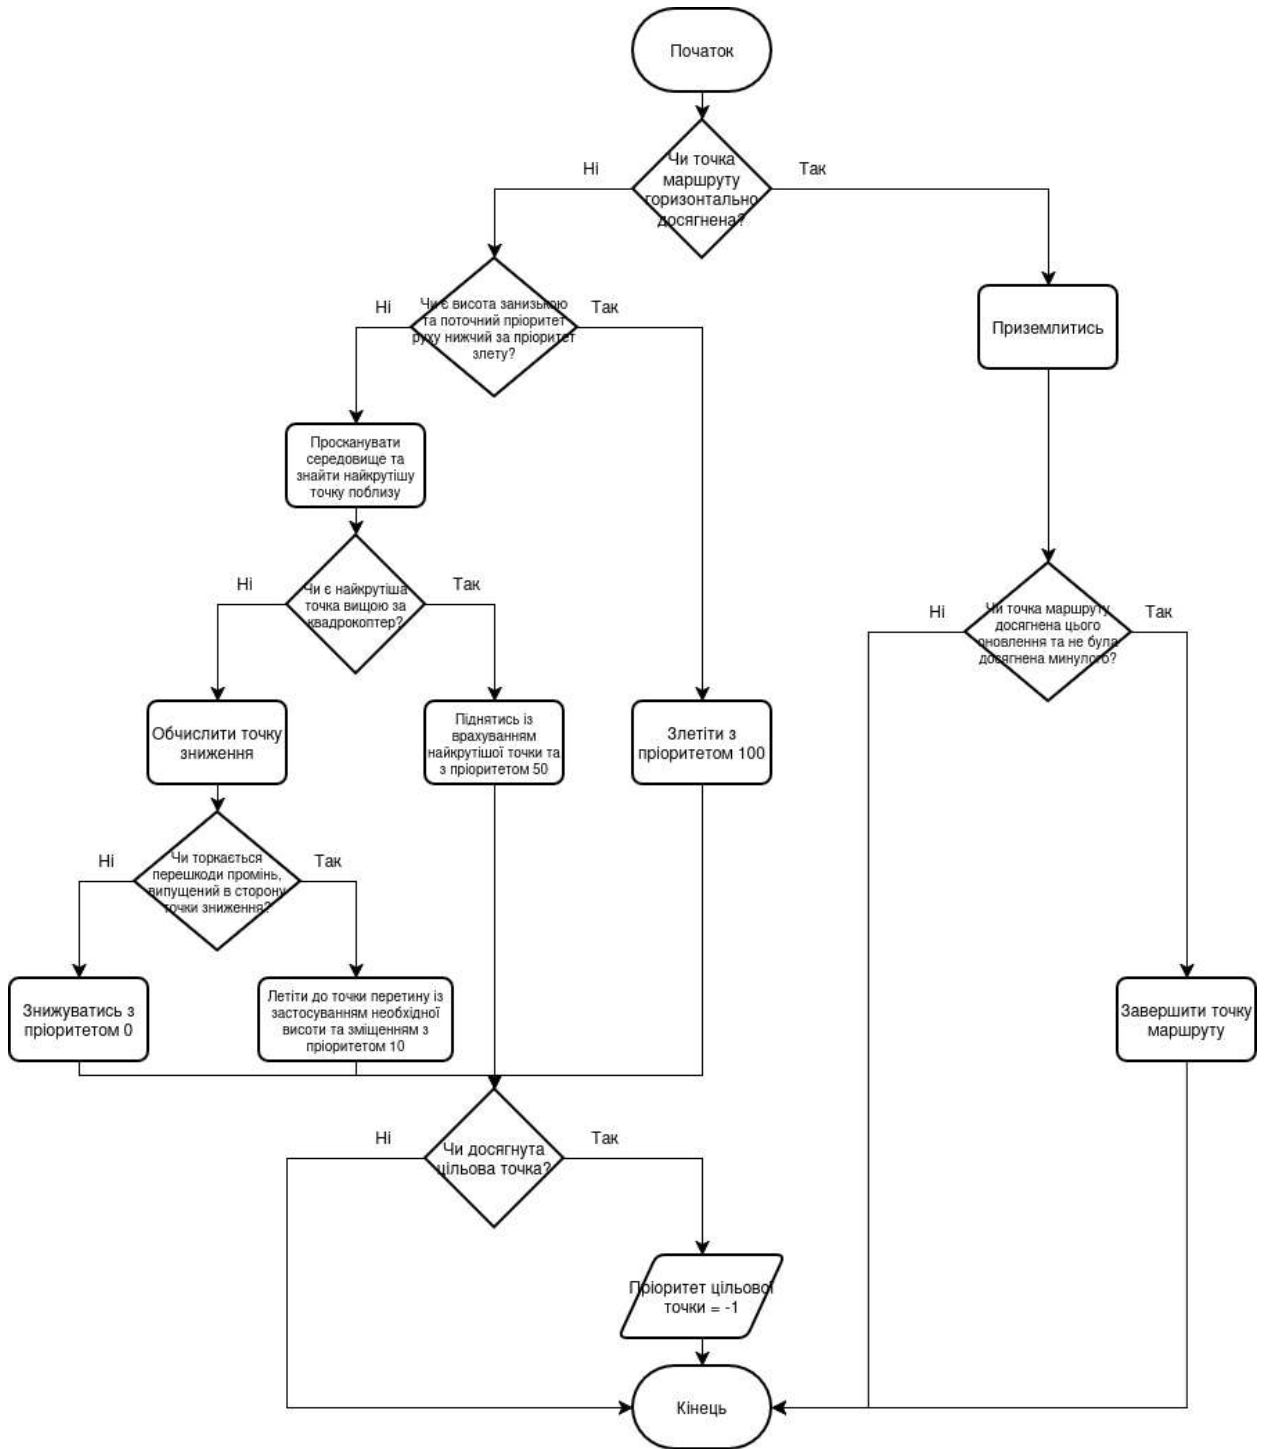 Початок
Чи точка
маршруту
горизонтально
досягнена?
Ні
Так
Чи є висота занизькою
та поточний пріоритет
руху нижчий за пріоритет
злету?
Ні
Так
Приземлитись
Просканувати
середовище та
знайти найкрутішу
точку поблизу
Чи є найкрутіша
точка вищою за
квадрокоптер?
Ні
Так
Чи точка маршруту
досягнена цього
оновлення та не була
досягнена минулого?
Ні
Так
Обчислити точку
зниження
Піднятись із
врахуванням
найкрутішої точки та
з пріоритетом 50
Злетіти з
пріоритетом 100
Чи торкається
перешкоди промінь,
випущений в сторону
точки зниження?
Ні
Так
Знижуватись з
пріоритетом 0
Летіти до точки перетину із
застосуванням необхідної
висоти та зміщенням з
пріоритетом 10
Завершити точку
маршруту
Чи досягнута
цільова точка?
Ні
Так
Пріоритет цільової
точки = -1
Кінець